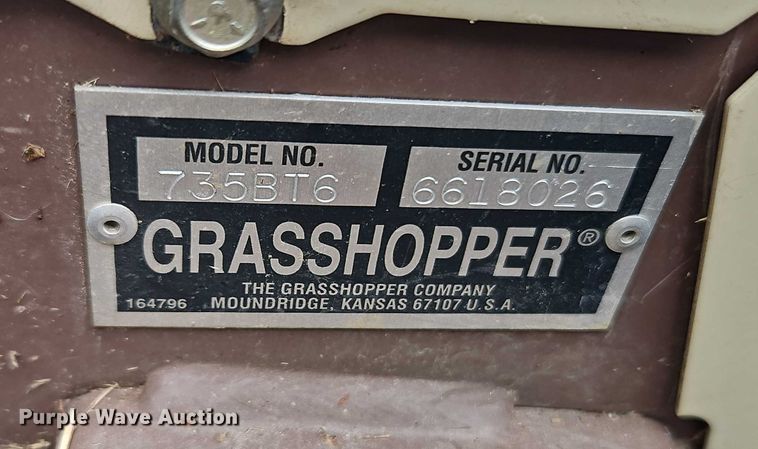 MODEL NO. SERIAL NO.
735BT6 6618026
GRASSHOPPER®
THE GRASSHOPPER COMPANY
164796 MOUNDRIDGE, KANSAS 67107 U.S.A.
Purple Wave Auction